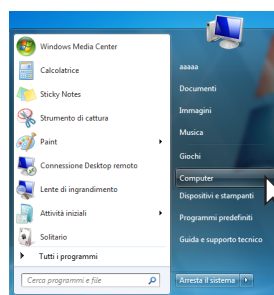 Windows Media Center
Calcolatrice
Sticky Notes
Strumento di cattura
Paint
Connessione Desktop remoto
Lente di ingrandimento
Attività iniziali
Solitario
Tutti i programmi
Cerca programmi e file
aaaaa
Documenti
Immagini
Musica
Giochi
Computer
Dispositivi e stampanti
Programmi predefiniti
Guida e supporto tecnico
Arresta il sistema